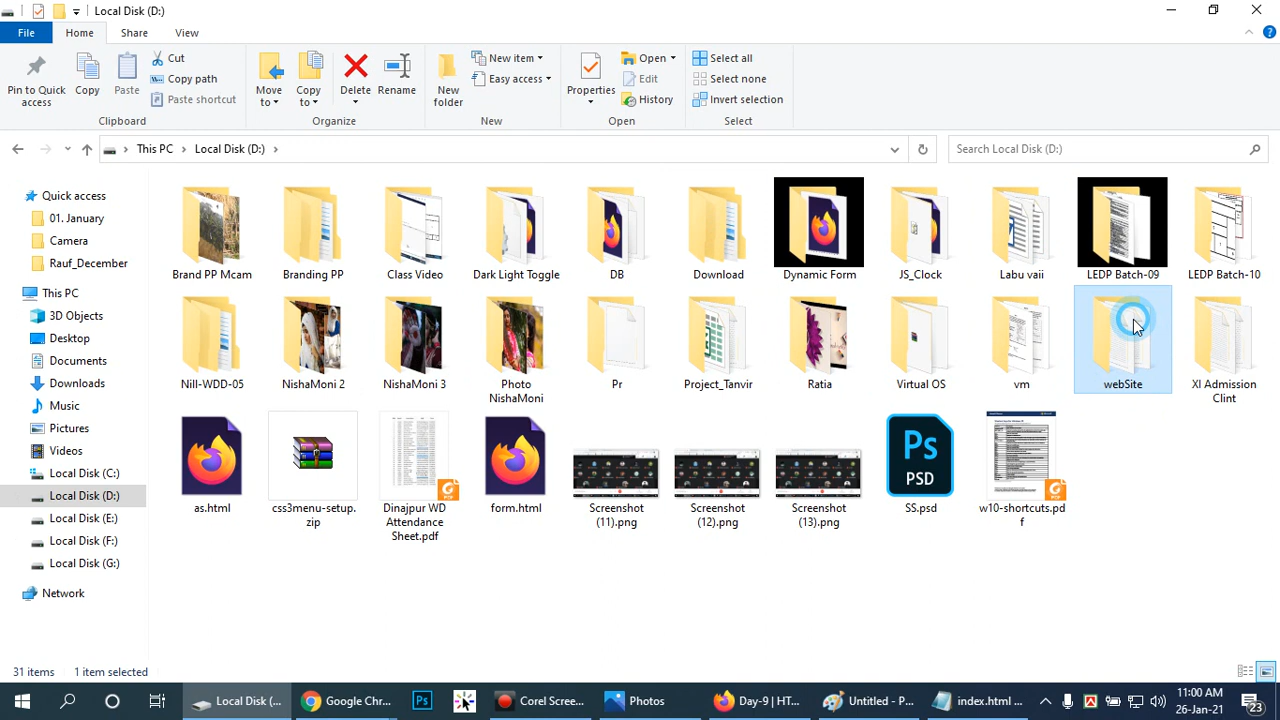 Local Disk (D:)
File Home Share View
Pin to Quick access
Copy
Paste
Cut
Copy path
Paste shortcut
Clipboard
Move to
Copy to
Delete
Rename
Organize
New folder
New item
Easy access
New
Properties
Open
Edit
History
Open
Select all
Select none
Invert selection
Select
This PC > Local Disk (D:) >
Search Local Disk (D:)
Quick access
01. January
Camera
Rauf_December
This PC
3D Objects
Desktop
Documents
Downloads
Music
Pictures
Videos
Local Disk (C:)
Local Disk (D:)
Local Disk (E:)
Local Disk (F:)
Local Disk (G:)
Network
Brand PP Mcam
Branding PP
Class Video
Dark Light Toggle
DB
Download
Dynamic Form
JS_Clock
Labu vaii
LEDP Batch-09
LEDP Batch-10
Nill-WDD-05
NishaMoni 2
NishaMoni 3
Photo
NishaMoni
Pr
Project_Tanvir
Ratia
Virtual OS
vm
webSite
XI Admission
Clint
as.html
css3menu-setup.
zip
Dinajpur WD
Attendance
Sheet.pdf
form.html
Screenshot
(11).png
Screenshot
(12).png
Screenshot
(13).png
Ps
PSD
SS.psd
w10-shortcuts.pd
f
31 items 1 item selected
Local Disk (...
Google Chr...
Ps
Corel Scree...
Photos
Day-9 | HT...
Untitled - P...
index.html ...
11:00 AM
26-Jan-21
23